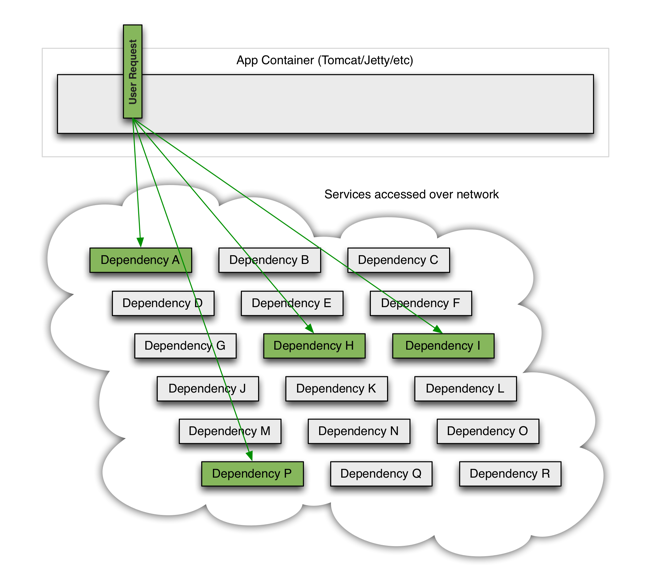 User Request
App Container (Tomcat/Jetty/etc)
Services accessed over network
Dependency A
Dependency B
Dependency C
Dependency D
Dependency E
Dependency F
Dependency G
Dependency H
Dependency I
Dependency J
Dependency K
Dependency L
Dependency M
Dependency N
Dependency O
Dependency P
Dependency Q
Dependency R